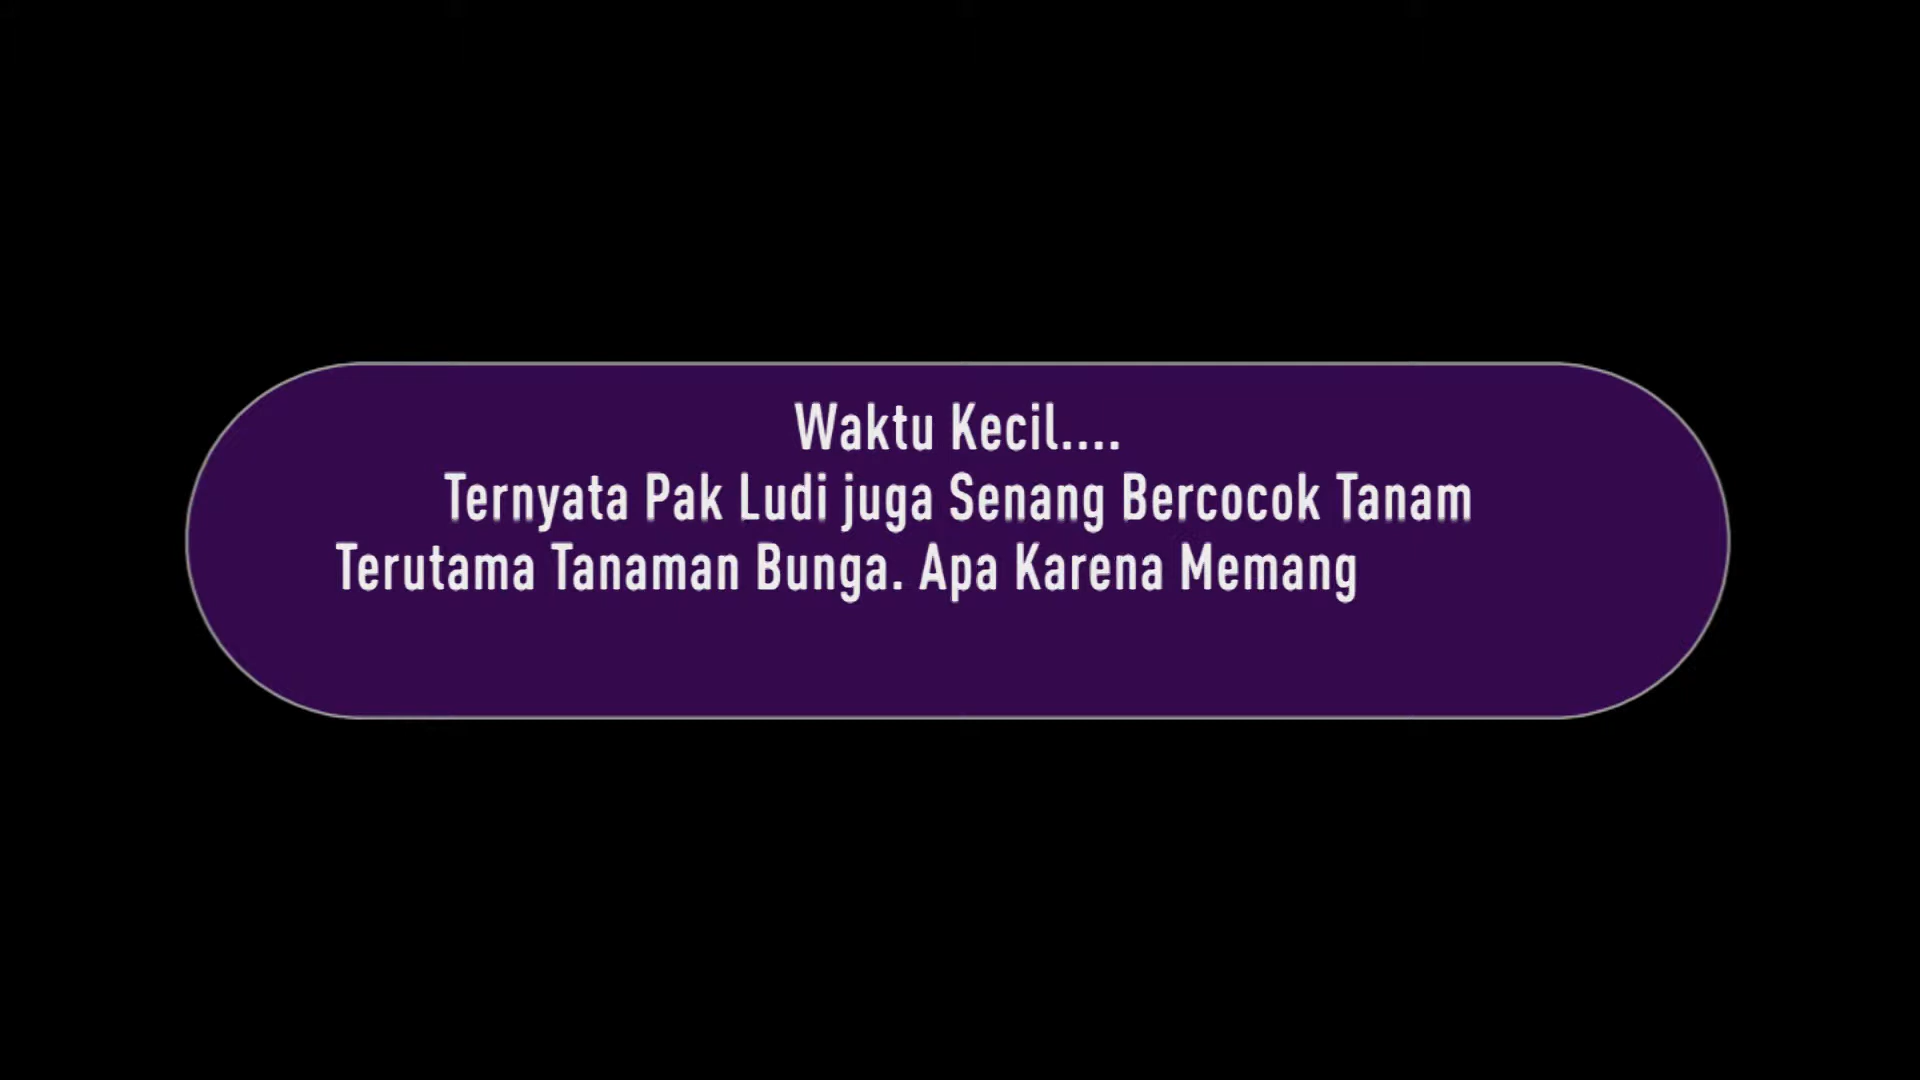 Waktu Kecil....
Ternyata Pak Ludi juga Senang Bercocok Tanam
Terutama Tanaman Bunga. Apa Karena Memang